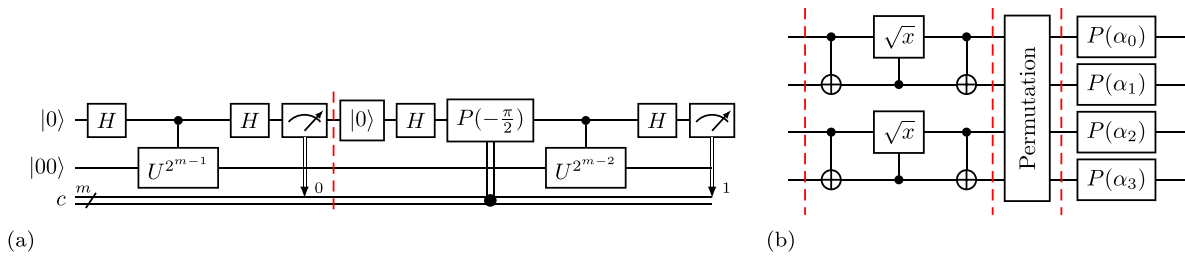 |0⟩ H H |0⟩ H P(−π/2) H
|00⟩ U^{2^{m−1}} 0 U^{2^{m−2}} 1
c m
(a)
√x P(α₀)
P(α₁)
√x P(α₂)
P(α₃)
Permutation
(b)